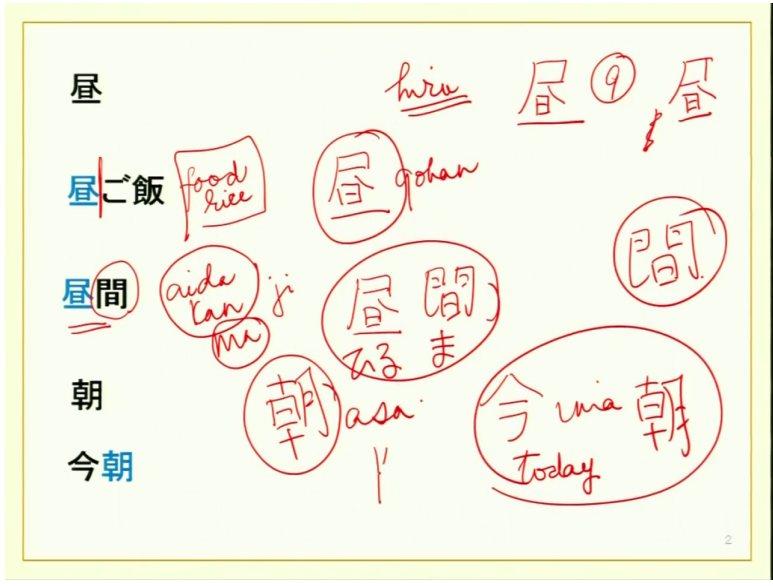 昼 hiru 昼 9 昼
昼ご飯 food rice 昼 gohan
昼間 aida kan ma ji 昼間 ひるま 間
朝 朝 asa 今 ima 朝
今朝 today
2